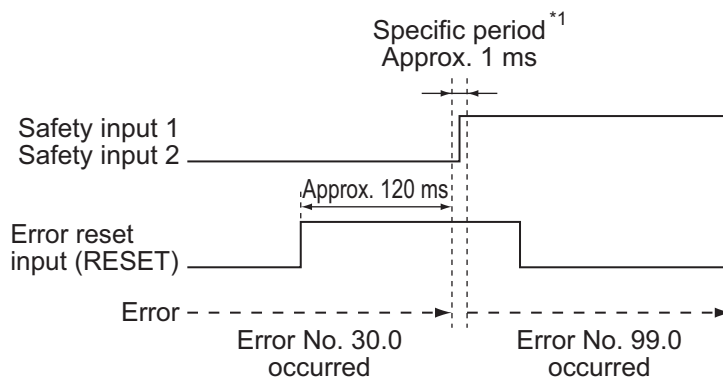 Specific period *1
Approx. 1 ms
Safety input 1
Safety input 2
Approx. 120 ms
Error reset
input (RESET)
Error
Error No. 30.0
occurred
Error No. 99.0
occurred